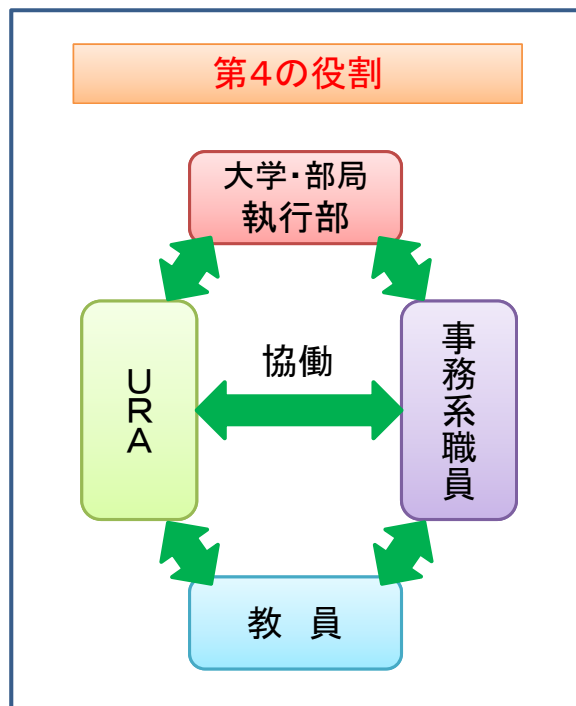 第4の役割
大学・部局
執行部
協働
URA
事務系職員
教 員